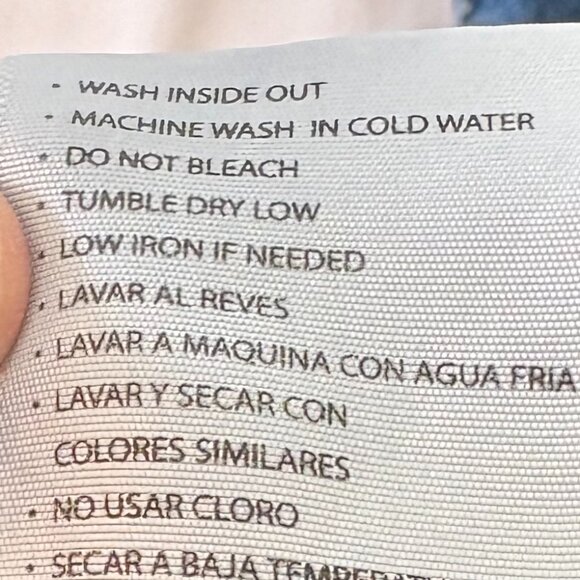 · WASH INSIDE OUT
· MACHINE WASH IN COLD WATER
· DO NOT BLEACH
· TUMBLE DRY LOW
· LOW IRON IF NEEDED
· LAVAR AL REVES
· LAVAR A MAQUINA CON AGUA FRIA
· LAVAR Y SECAR CON
COLORES SIMILARES
· NO USAR CLORO
· SECAR A BAJA